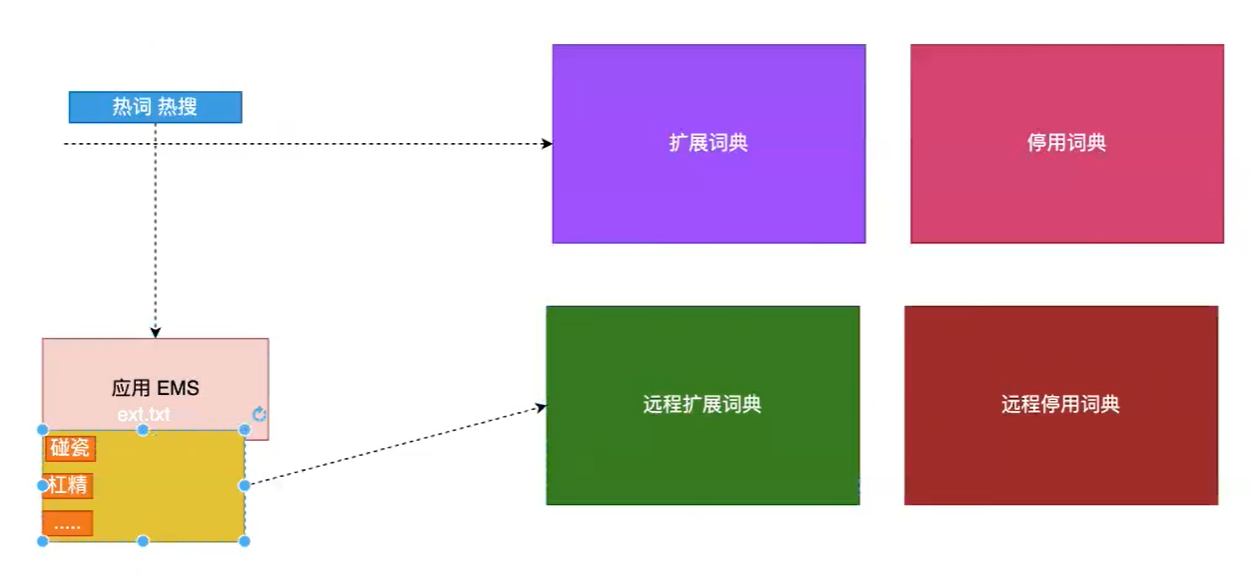 热词 热搜
扩展词典
停用词典
应用 EMS
ext.txt
碰瓷
杠精
.....
远程扩展词典
远程停用词典